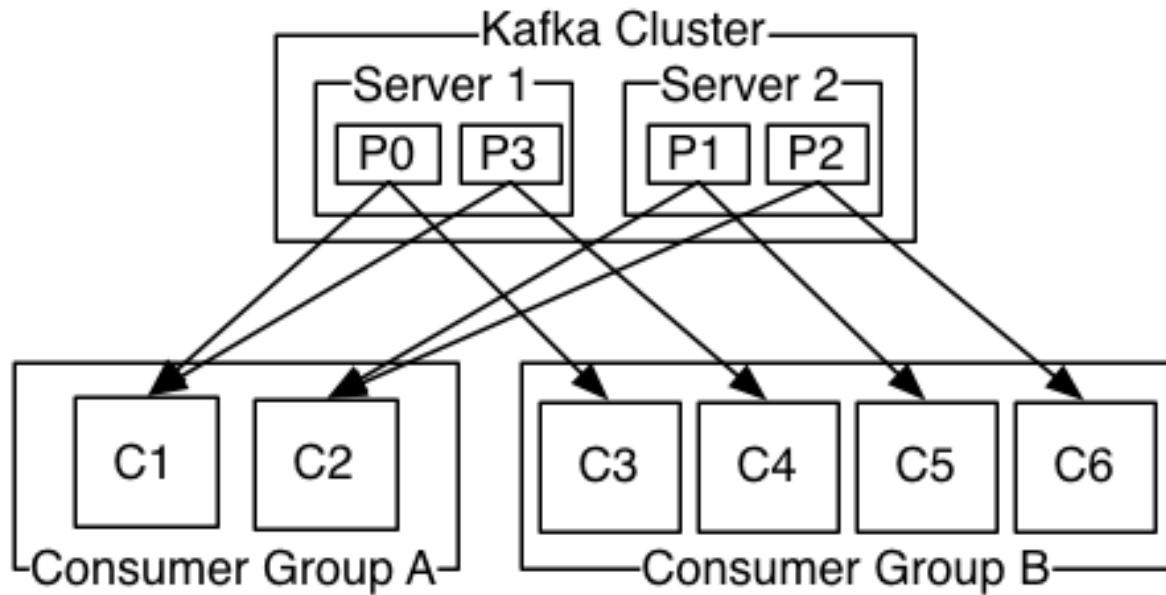 Kafka Cluster
Server 1
Server 2
P0
P3
P1
P2
C1
C2
C3
C4
C5
C6
Consumer Group A
Consumer Group B